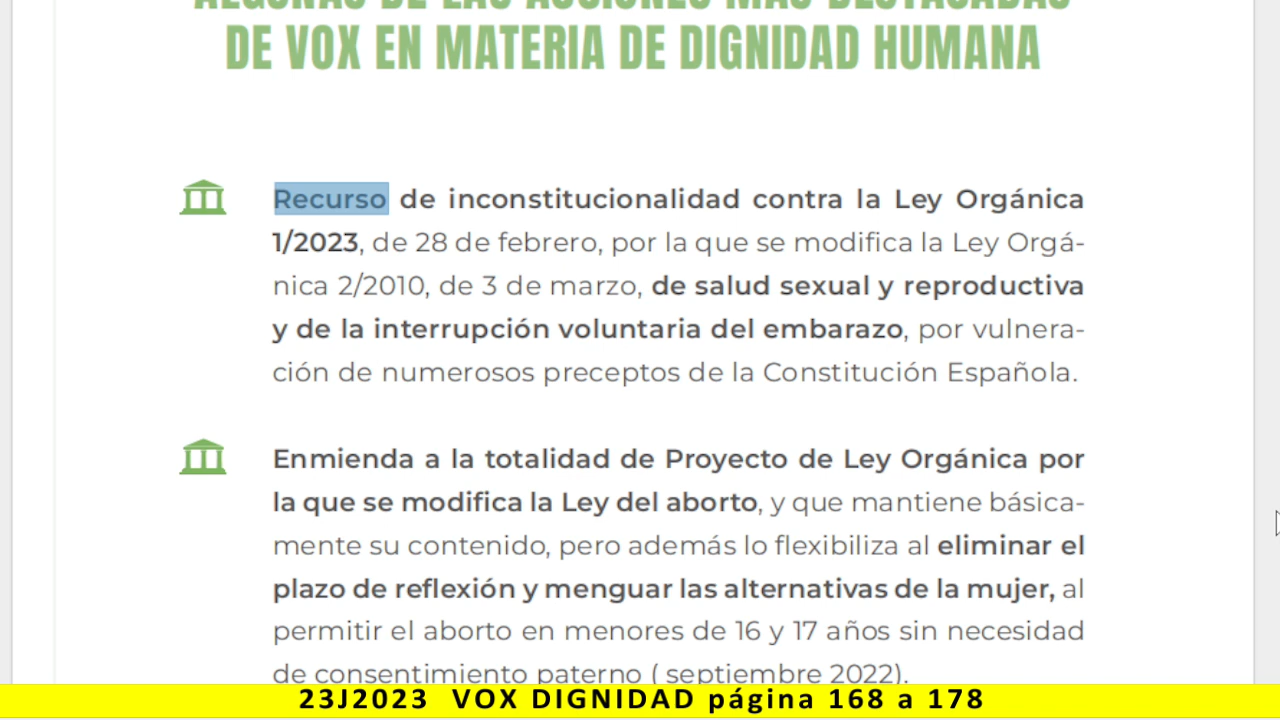 ALGUNAS DE LAS ACCIONES MÁS DESTACADAS
DE VOX EN MATERIA DE DIGNIDAD HUMANA
Recurso de inconstitucionalidad contra la Ley Orgánica
1/2023, de 28 de febrero, por la que se modifica la Ley Orgá-
nica 2/2010, de 3 de marzo, de salud sexual y reproductiva
y de la interrupción voluntaria del embarazo, por vulnera-
ción de numerosos preceptos de la Constitución Española.
Enmienda a la totalidad de Proyecto de Ley Orgánica por
la que se modifica la Ley del aborto, y que mantiene básica-
mente su contenido, pero además lo flexibiliza al eliminar el
plazo de reflexión y menguar las alternativas de la mujer, al
permitir el aborto en menores de 16 y 17 años sin necesidad
de consentimiento paterno ( septiembre 2022).
23J2023 VOX DIGNIDAD página 168 a 178